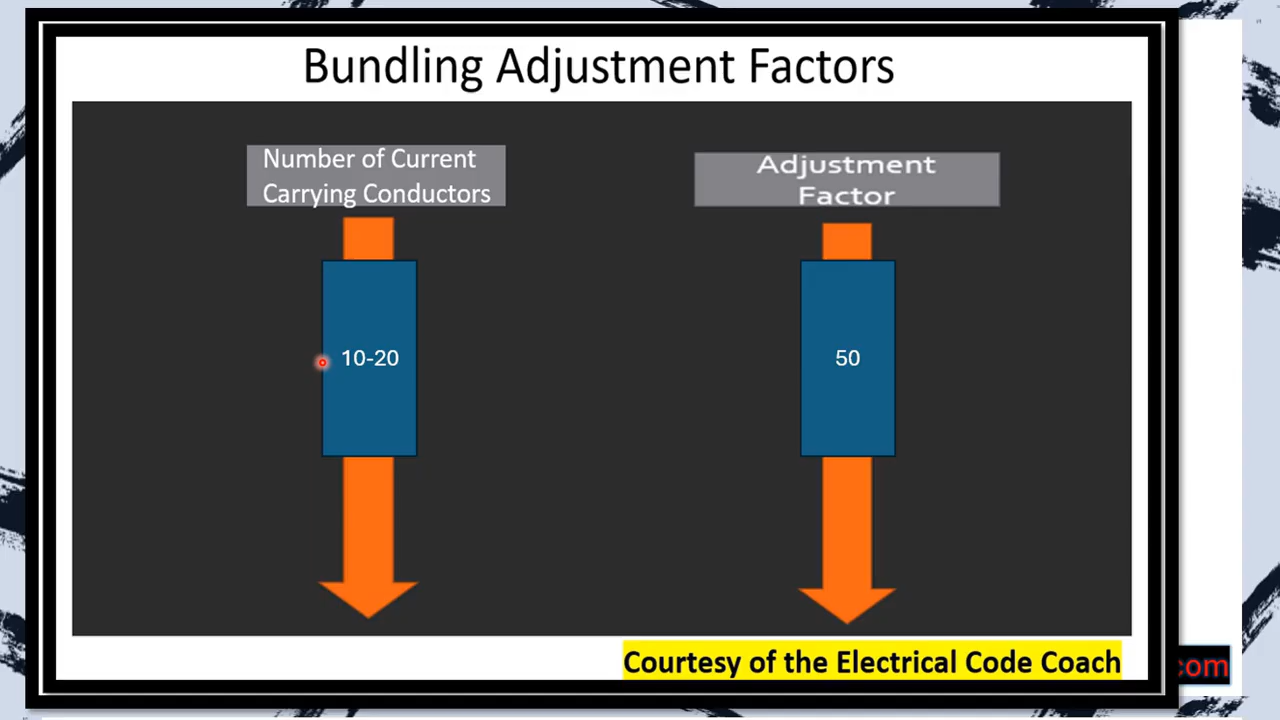 Bundling Adjustment Factors
Number of Current
Carrying Conductors
Adjustment
Factor
10-20
50
Courtesy of the Electrical Code Coach
com